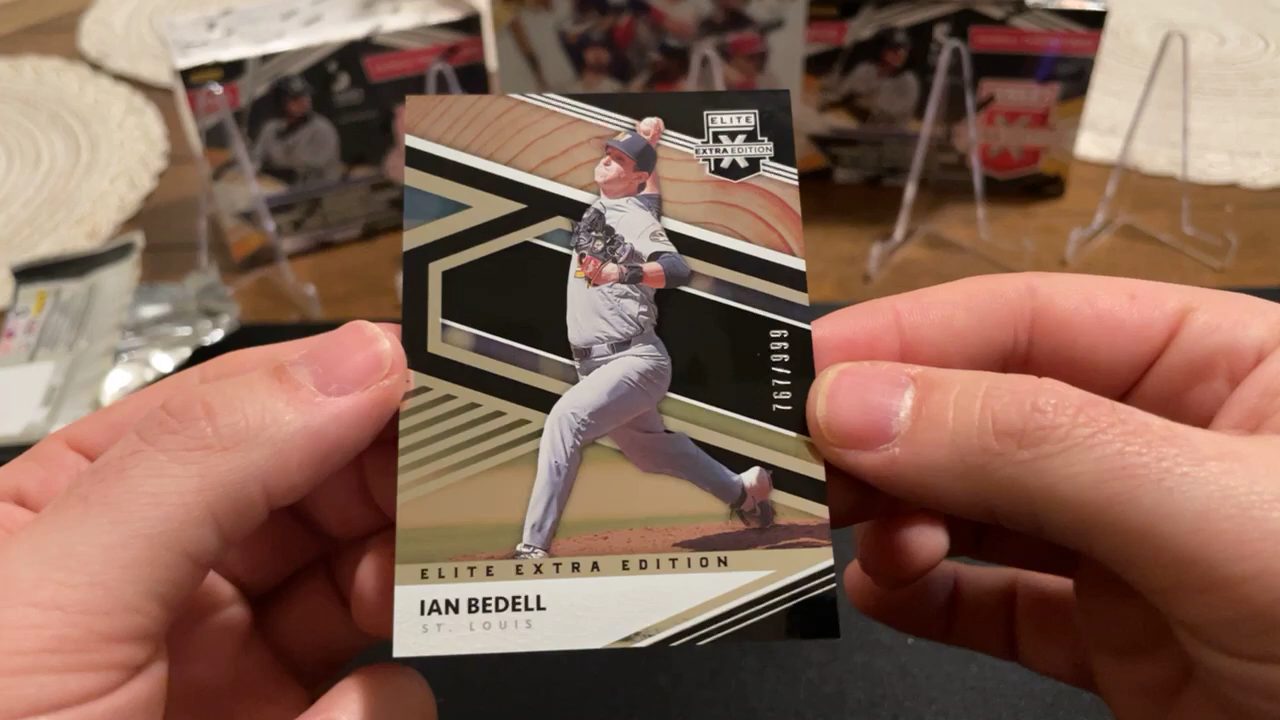 ELITE
X
EXTRA EDITION
767/999
ELITE EXTRA EDITION
IAN BEDELL
ST. LOUIS